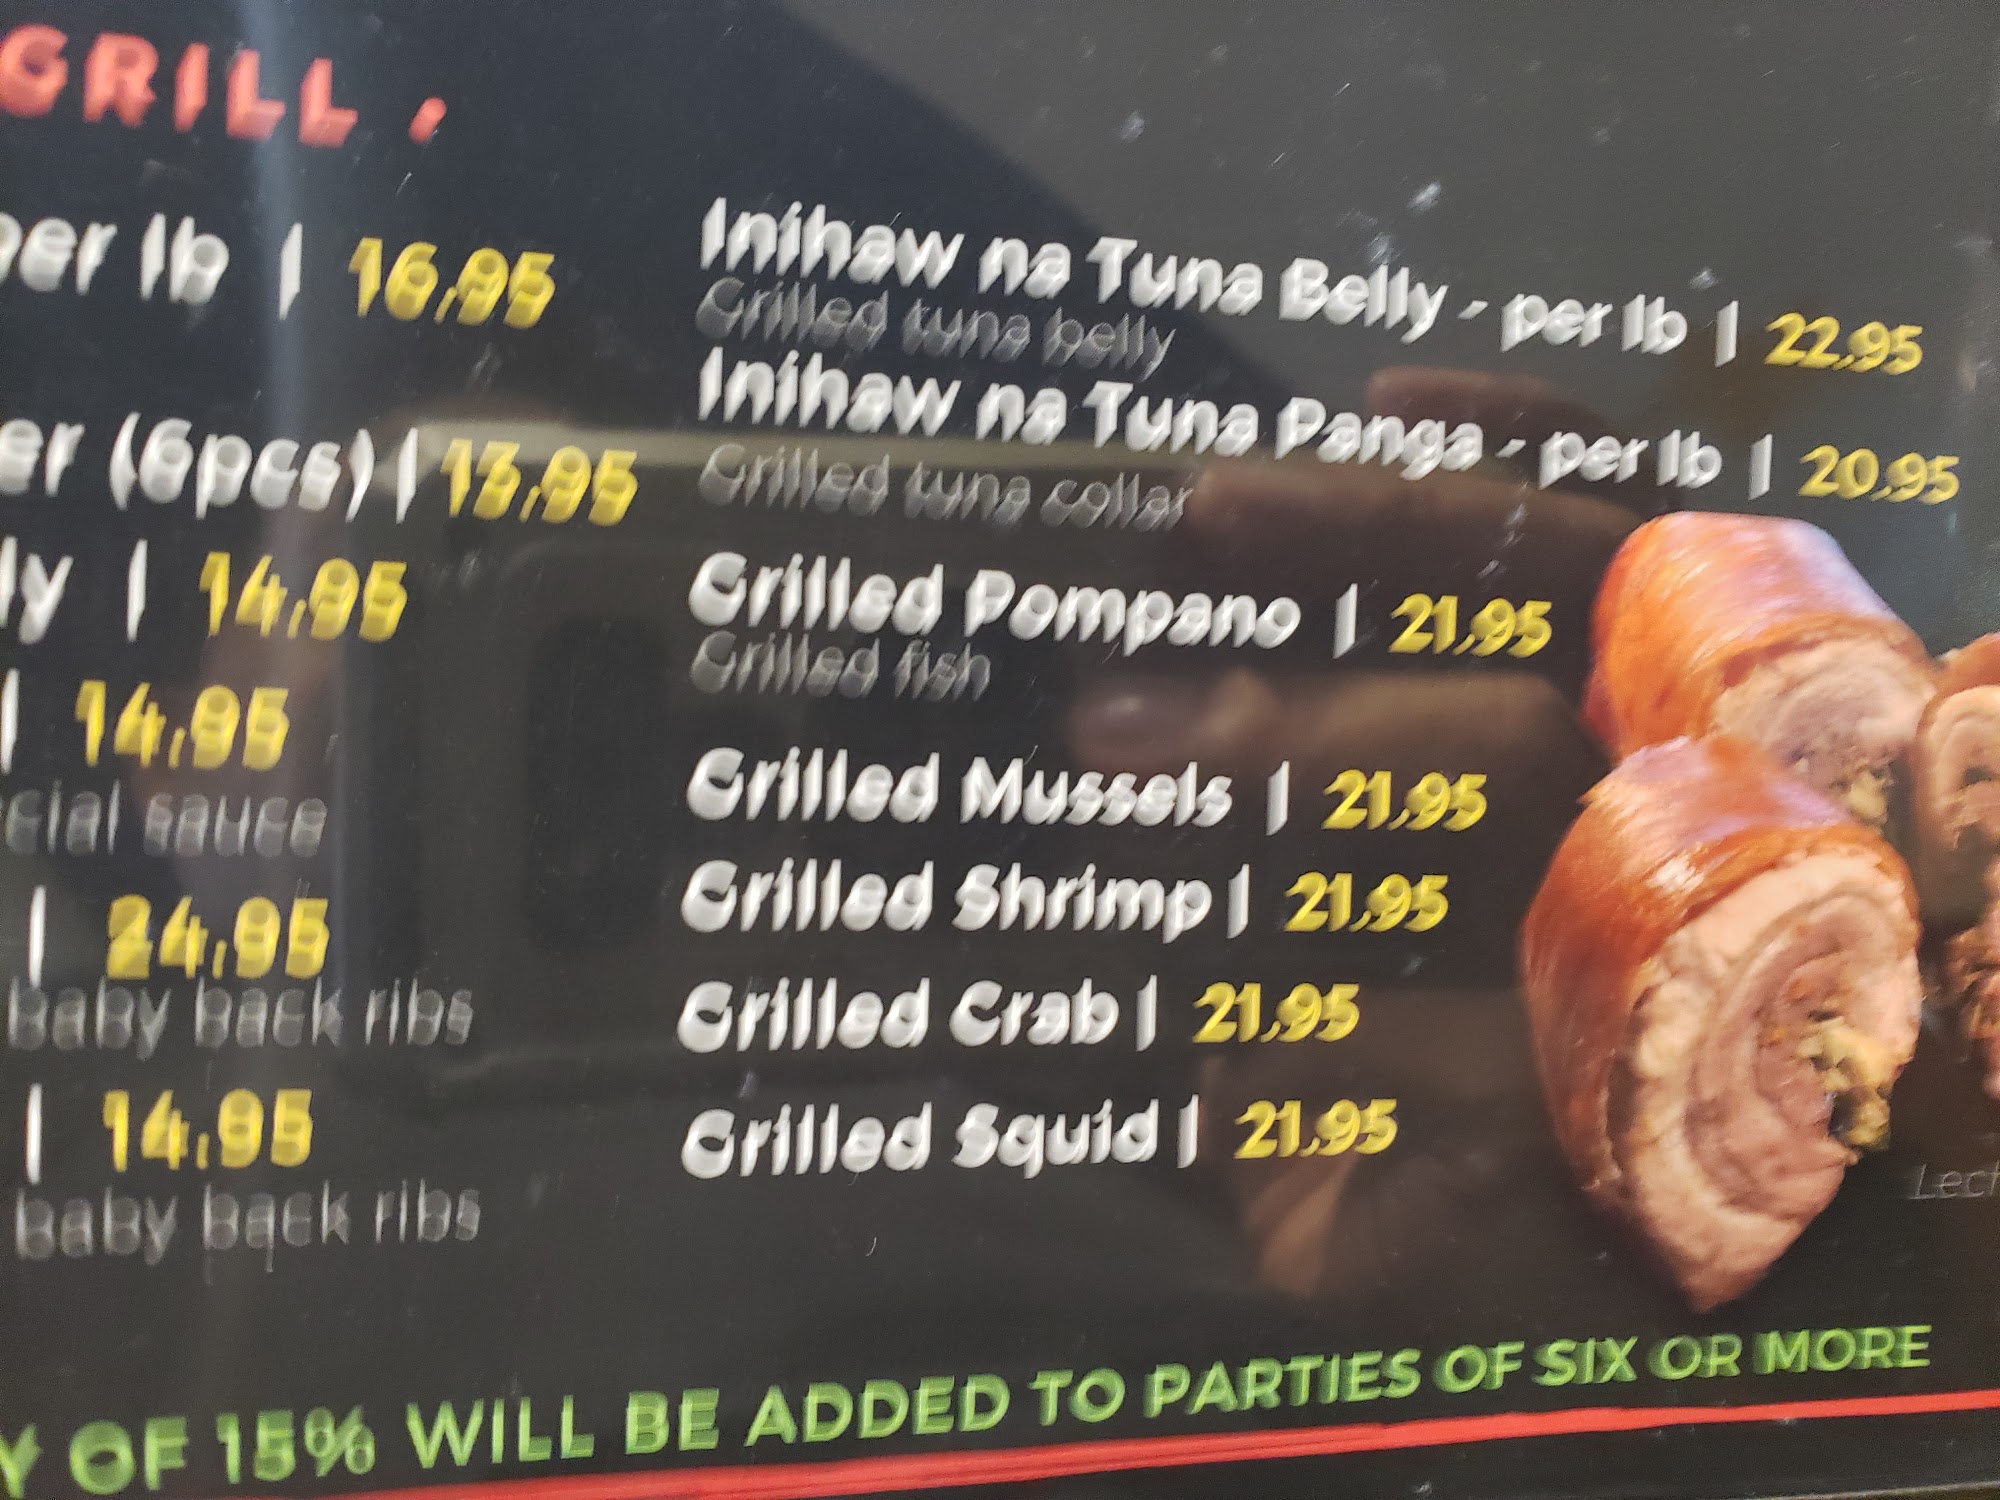 GRILL
per lb | 16.95
er (6pcs) | 13.95
ly | 14.95
| 14.95
cial sauce
| 24.95
baby back ribs
| 14.95
baby back ribs
Inihaw na Tuna Belly - per lb | 22.95
Grilled tuna belly
Inihaw na Tuna Panga - per lb | 20.95
Grilled tuna collar
Grilled Pompano | 21.95
Grilled fish
Grilled Mussels | 21.95
Grilled Shrimp | 21.95
Grilled Crab | 21.95
Grilled Squid | 21.95
Lech
Y OF 15% WILL BE ADDED TO PARTIES OF SIX OR MORE